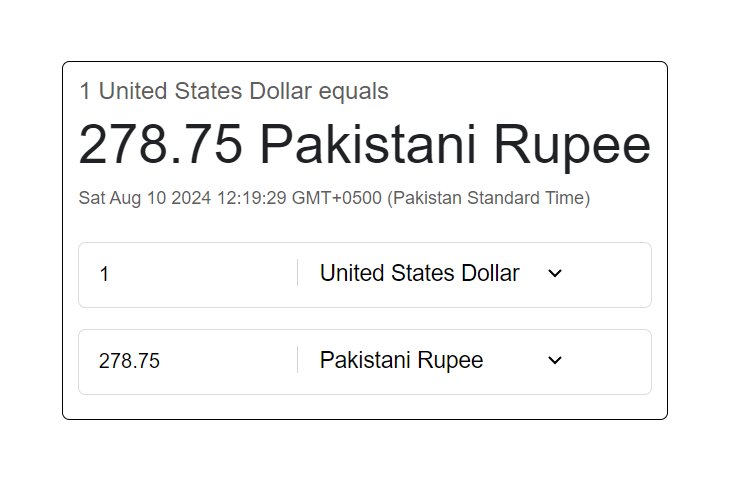 1 United States Dollar equals
278.75 Pakistani Rupee
Sat Aug 10 2024 12:19:29 GMT+0500 (Pakistan Standard Time)
1 United States Dollar
278.75 Pakistani Rupee